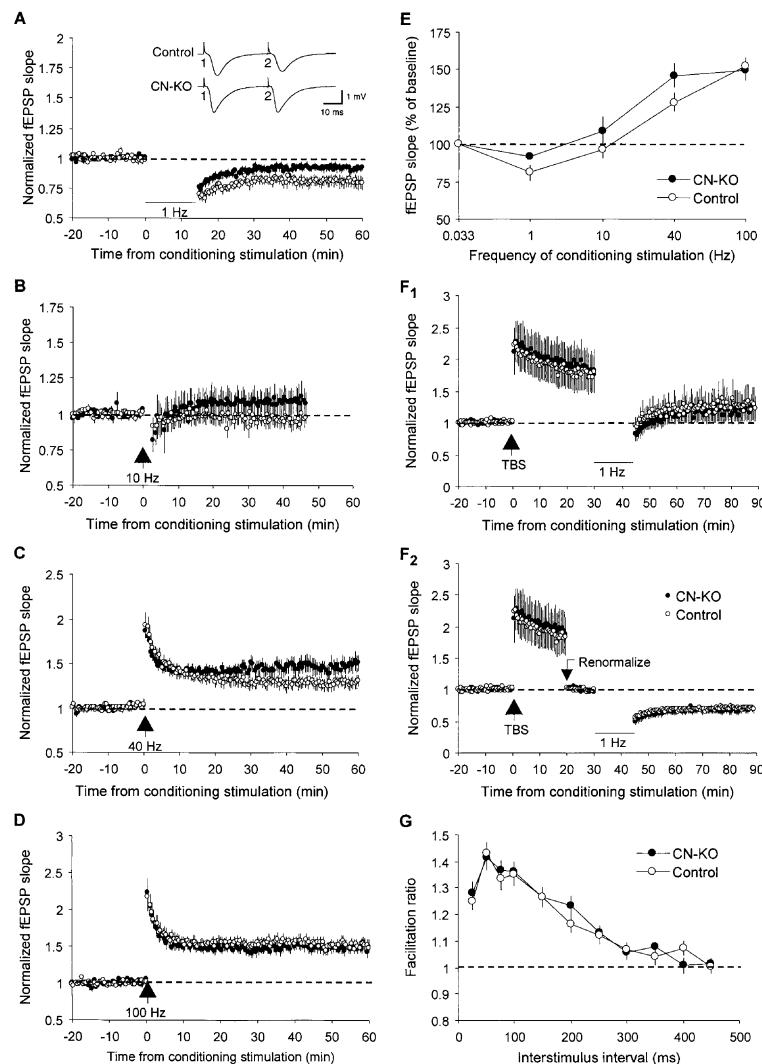 A
Normalized fEPSP slope
2
1.75
1.5
1.25
1
0.75
0.5
Control
CN-KO
1 2
1 2
1 mV
10 ms
1 Hz
-20 -10 0 10 20 30 40 50 60
Time from conditioning stimulation (min)
B
Normalized fEPSP slope
1.75
1.5
1.25
1
0.75
0.5
10 Hz
-20 -10 0 10 20 30 40 50 60
Time from conditioning stimulation (min)
C
Normalized fEPSP slope
2.5
2
1.5
1
0.5
40 Hz
-20 -10 0 10 20 30 40 50 60
Time from conditioning stimulation (min)
D
Normalized fEPSP slope
3
2.5
2
1.5
1
0.5
100 Hz
-20 -10 0 10 20 30 40 50 60
Time from conditioning stimulation (min)
E
fEPSP slope (% of baseline)
175
150
125
100
75
50
CN-KO
Control
0.033 1 10 40 100
Frequency of conditioning stimulation (Hz)
F1
Normalized fEPSP slope
3
2.5
2
1.5
1
0.5
0
TBS
1 Hz
-20 -10 0 10 20 30 40 50 60 70 80 90
Time from conditioning stimulation (min)
F2
Normalized fEPSP slope
3
2.5
2
1.5
1
0.5
0
CN-KO
Control
Renormalize
TBS
1 Hz
-20 -10 0 10 20 30 40 50 60 70 80 90
Time from conditioning stimulation (min)
G
Facilitation ratio
1.5
1.4
1.3
1.2
1.1
1.0
0.9
0.8
CN-KO
Control
0 100 200 300 400 500
Interstimulus interval (ms)